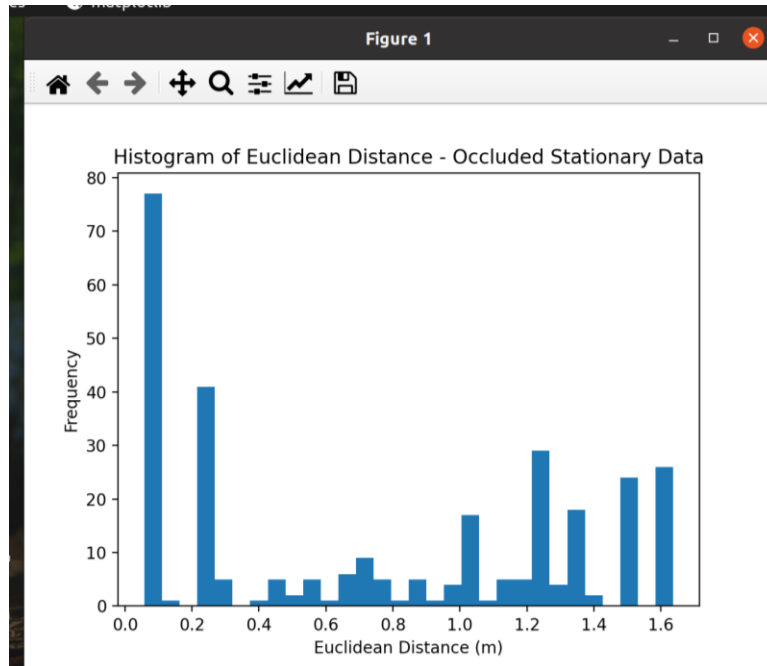 matplotlib
Figure 1
Histogram of Euclidean Distance - Occluded Stationary Data
80
70
60
50
40
30
20
10
0
Frequency
0.0 0.2 0.4 0.6 0.8 1.0 1.2 1.4 1.6
Euclidean Distance (m)